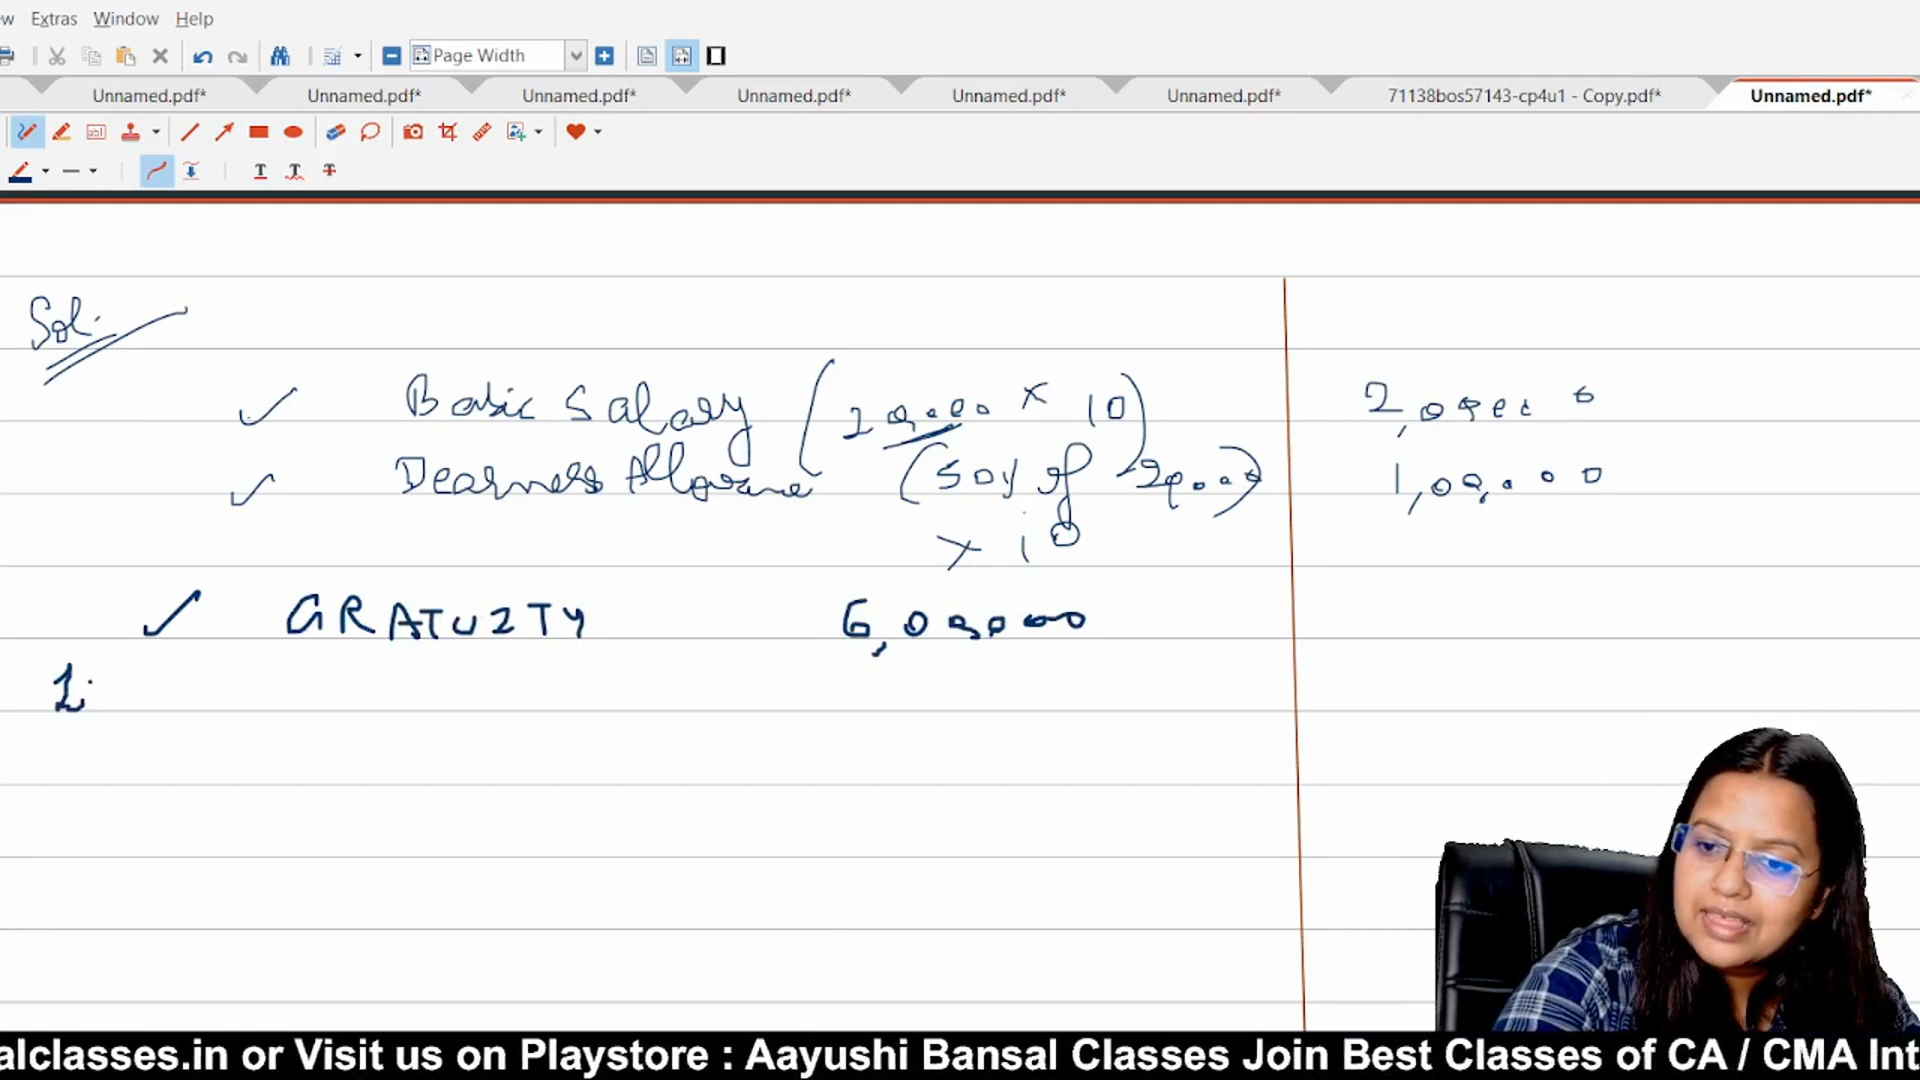 w Extras Window Help
Page Width
Unnamed.pdf* Unnamed.pdf* Unnamed.pdf* Unnamed.pdf* Unnamed.pdf* Unnamed.pdf* 71138bos57143-cp4u1 - Copy.pdf* Unnamed.pdf*
Sol.
Basic Salary (20,000 × 10) 2,00,000
Dearness Allowance (50% of 20,000) 1,00,000
× 10
GRATUITY 6,00,000
alclasses.in or Visit us on Playstore : Aayushi Bansal Classes Join Best Classes of CA / CMA Int